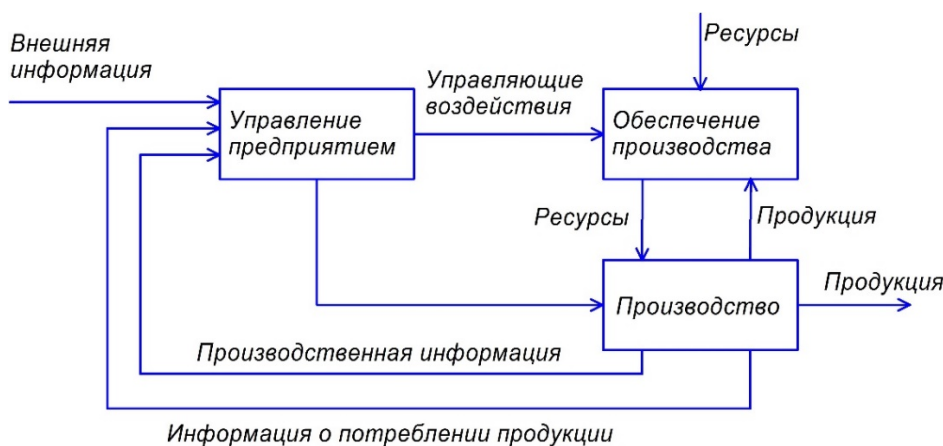 Внешняя
информация
Ресурсы
Управляющие
воздействия
Управление
предприятием
Обеспечение
производства
Ресурсы
Продукция
Продукция
Производство
Производственная информация
Информация о потреблении продукции